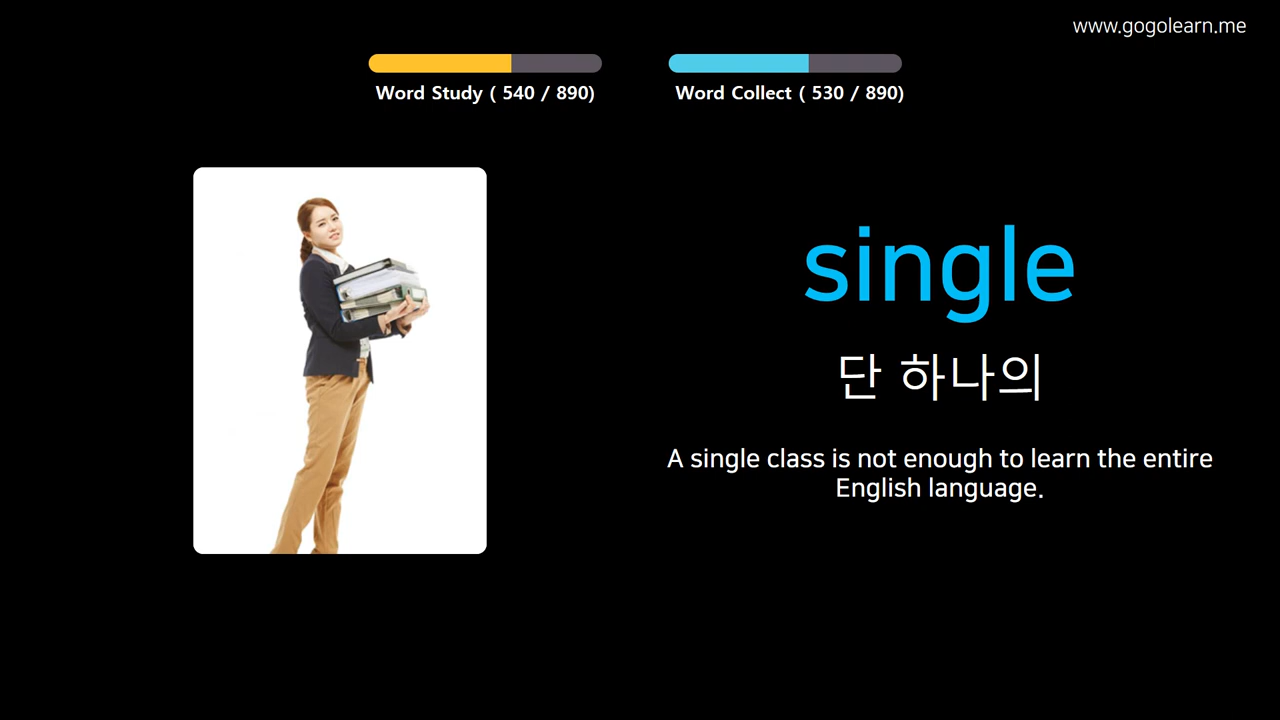 www.gogolearn.me
Word Study ( 540 / 890)
Word Collect ( 530 / 890)
single
단 하나의
A single class is not enough to learn the entire
English language.